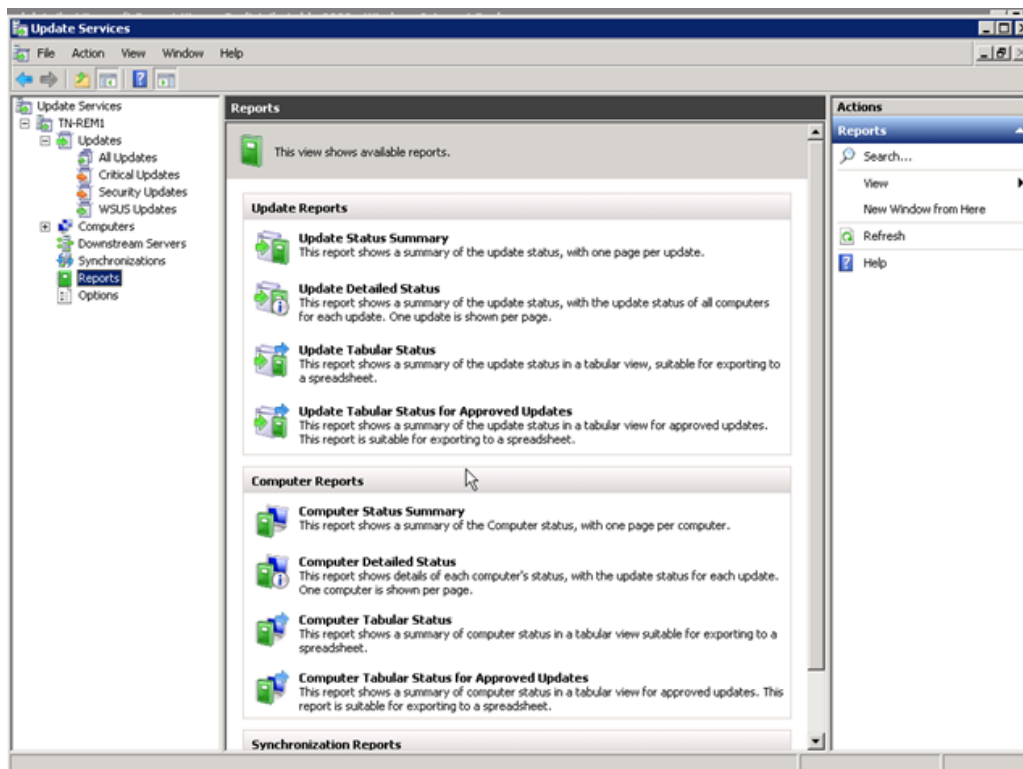 Update Services
File Action View Window Help
Update Services
TN-REM1
Updates
All Updates
Critical Updates
Security Updates
WSUS Updates
Computers
Downstream Servers
Synchronizations
Reports
Options
Reports
This view shows available reports.
Update Reports
Update Status Summary
This report shows a summary of the update status, with one page per update.
Update Detailed Status
This report shows a summary of the update status, with the update status of all computers
for each update. One update is shown per page.
Update Tabular Status
This report shows a summary of the update status in a tabular view, suitable for exporting to
a spreadsheet.
Update Tabular Status for Approved Updates
This report shows a summary of the update status in a tabular view for approved updates.
This report is suitable for exporting to a spreadsheet.
Computer Reports
Computer Status Summary
This report shows a summary of the Computer status, with one page per computer.
Computer Detailed Status
This report shows details of each computer's status, with the update status for each update.
One computer is shown per page.
Computer Tabular Status
This report shows a summary of computer status in a tabular view suitable for exporting to a
spreadsheet.
Computer Tabular Status for Approved Updates
This report shows a summary of computer status in a tabular view for approved updates. This
report is suitable for exporting to a spreadsheet.
Synchronization Reports
Actions
Reports
Search...
View
New Window from Here
Refresh
Help